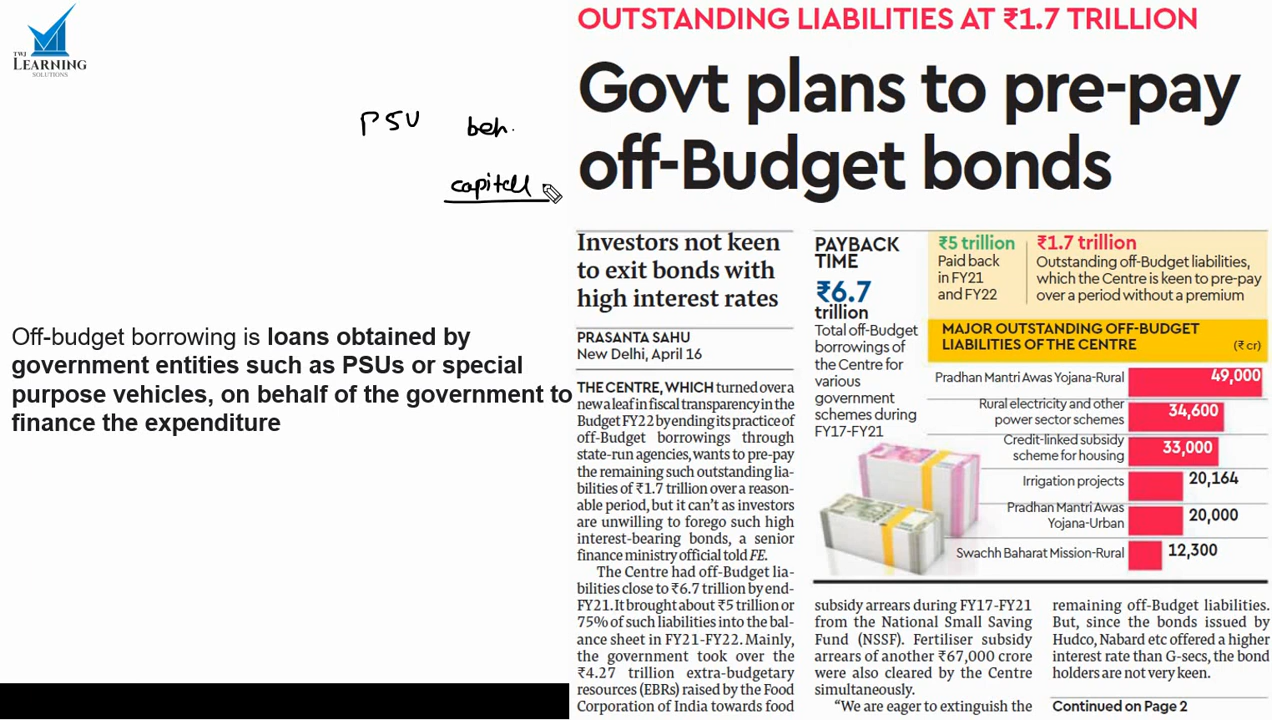 TWJ
LEARNING
SOLUTIONS
PSU beh.
capital
Off-budget borrowing is loans obtained by
government entities such as PSUs or special
purpose vehicles, on behalf of the government to
finance the expenditure
OUTSTANDING LIABILITIES AT ₹1.7 TRILLION
Govt plans to pre-pay
off-Budget bonds
Investors not keen
to exit bonds with
high interest rates
PRASANTA SAHU
New Delhi, April 16
THE CENTRE, WHICH turned over a
new a leaf in fiscal transparency in the
Budget FY22 by ending its practice of
off-Budget borrowings through
state-run agencies, wants to pre-pay
the remaining such outstanding lia-
bilities of ₹1.7 trillion over a reason-
able period, but it can't as investors
are unwilling to forego such high
interest-bearing bonds, a senior
finance ministry official told FE.
The Centre had off-Budget lia-
bilities close to ₹6.7 trillion by end-
FY21. It brought about ₹5 trillion or
75% of such liabilities into the bal-
ance sheet in FY21-FY22. Mainly,
the government took over the
₹4.27 trillion extra-budgetary
resources (EBRs) raised by the Food
Corporation of India towards food
PAYBACK
TIME
₹6.7
trillion
Total off-Budget
borrowings of
the Centre for
various
government
schemes during
FY17-FY21
₹5 trillion
Paid back
in FY21
and FY22
₹1.7 trillion
Outstanding off-Budget liabilities,
which the Centre is keen to pre-pay
over a period without a premium
MAJOR OUTSTANDING OFF-BUDGET
LIABILITIES OF THE CENTRE (₹ cr)
Pradhan Mantri Awas Yojana-Rural 49,000
Rural electricity and other
power sector schemes 34,600
Credit-linked subsidy
scheme for housing 33,000
Irrigation projects 20,164
Pradhan Mantri Awas
Yojana-Urban 20,000
Swachh Baharat Mission-Rural 12,300
subsidy arrears during FY17-FY21
from the National Small Saving
Fund (NSSF). Fertiliser subsidy
arrears of another ₹67,000 crore
were also cleared by the Centre
simultaneously.
"We are eager to extinguish the
remaining off-Budget liabilities.
But, since the bonds issued by
Hudco, Nabard etc offered a higher
interest rate than G-secs, the bond
holders are not very keen.
Continued on Page 2